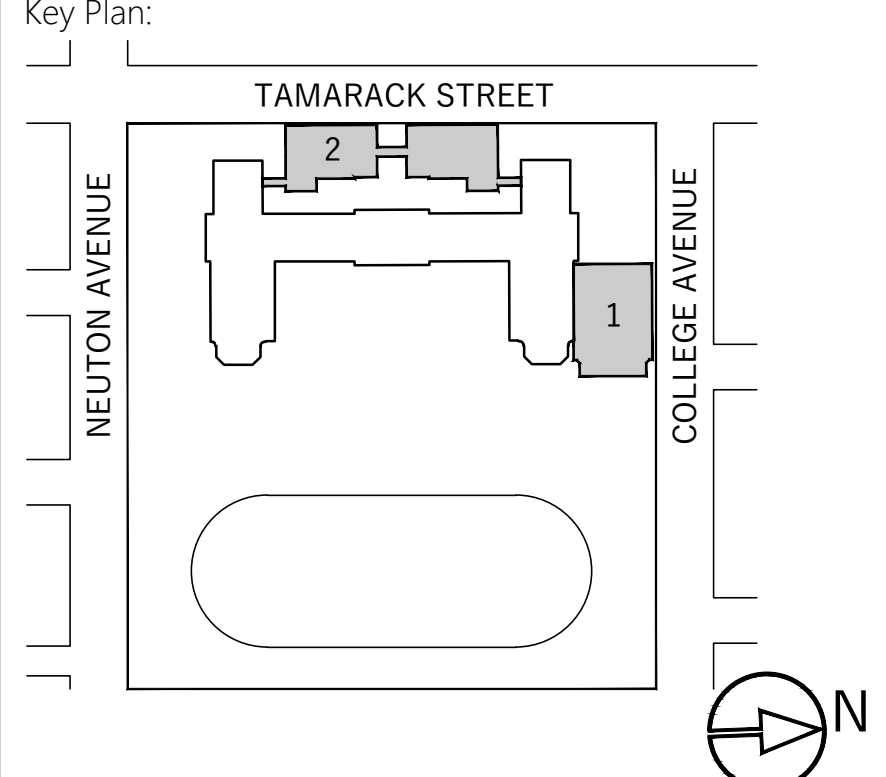 Key Plan:
TAMARACK STREET
2
NEUTON AVENUE
COLLEGE AVENUE
1
N